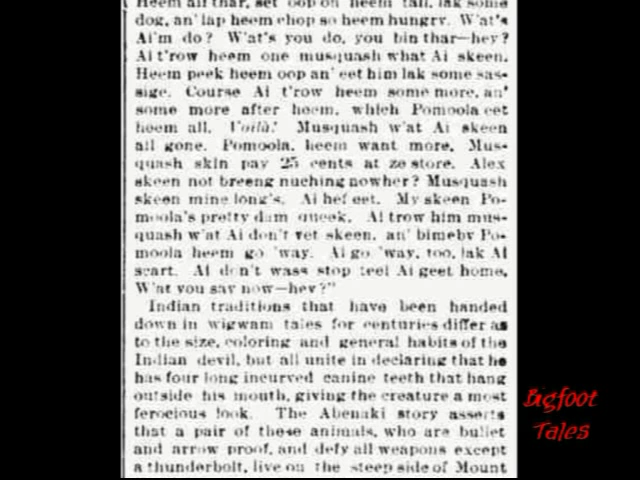 Heem all thar, set oop on heem tail, lak some
dog, an' lap heem chop so heem hungry. W'at's
Ai'm do? W'at's you do, you bin thar—hey?
Ai t'row heem one musquash what Ai skeen.
Heem peek heem oop an' eet him lak some sas-
sige. Course Ai t'row heem some more, an'
some more after heem, which Pomoola eet
heem all. Voilà! Musquash w'at Ai skeen
all gone. Pomoola, heem want more. Mus-
quash skin pay 25 cents at ze store. Alex
skeen not breeng nuching nowher? Musquash
skeen mine long's. Ai hef eet. My skeen Po-
moola's pretty dam queek. Ai trow him mus-
quash w'at Ai don't yet skeen, an' bimeby Po-
moola heem go 'way. Ai go 'way, too, lak Ai
scart. Ai don't wass stop teel Ai geet home.
W'at you say now—hey?"
Indian traditions that have been handed
down in wigwam tales for centuries differ as
to the size, coloring and general habits of the
Indian devil, but all unite in declaring that he
has four long incurved canine teeth that hang
outside his mouth, giving the creature a most
ferocious look. The Abenaki story asserts
that a pair of these animals, who are bullet
and arrow proof, and defy all weapons except
a thunderbolt, live on the steep side of Mount
Bigfoot
Tales